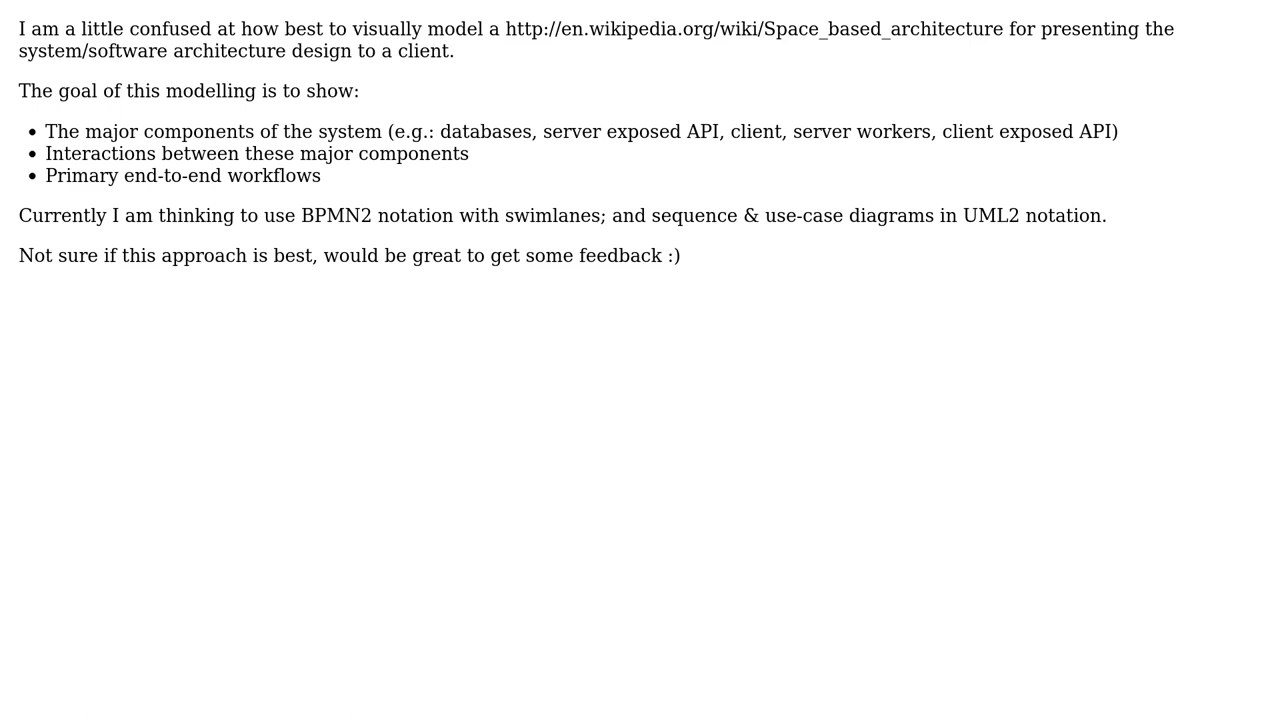 I am a little confused at how best to visually model a http://en.wikipedia.org/wiki/Space_based_architecture for presenting the
system/software architecture design to a client.
The goal of this modelling is to show:
• The major components of the system (e.g.: databases, server exposed API, client, server workers, client exposed API)
• Interactions between these major components
• Primary end-to-end workflows
Currently I am thinking to use BPMN2 notation with swimlanes; and sequence & use-case diagrams in UML2 notation.
Not sure if this approach is best, would be great to get some feedback :)